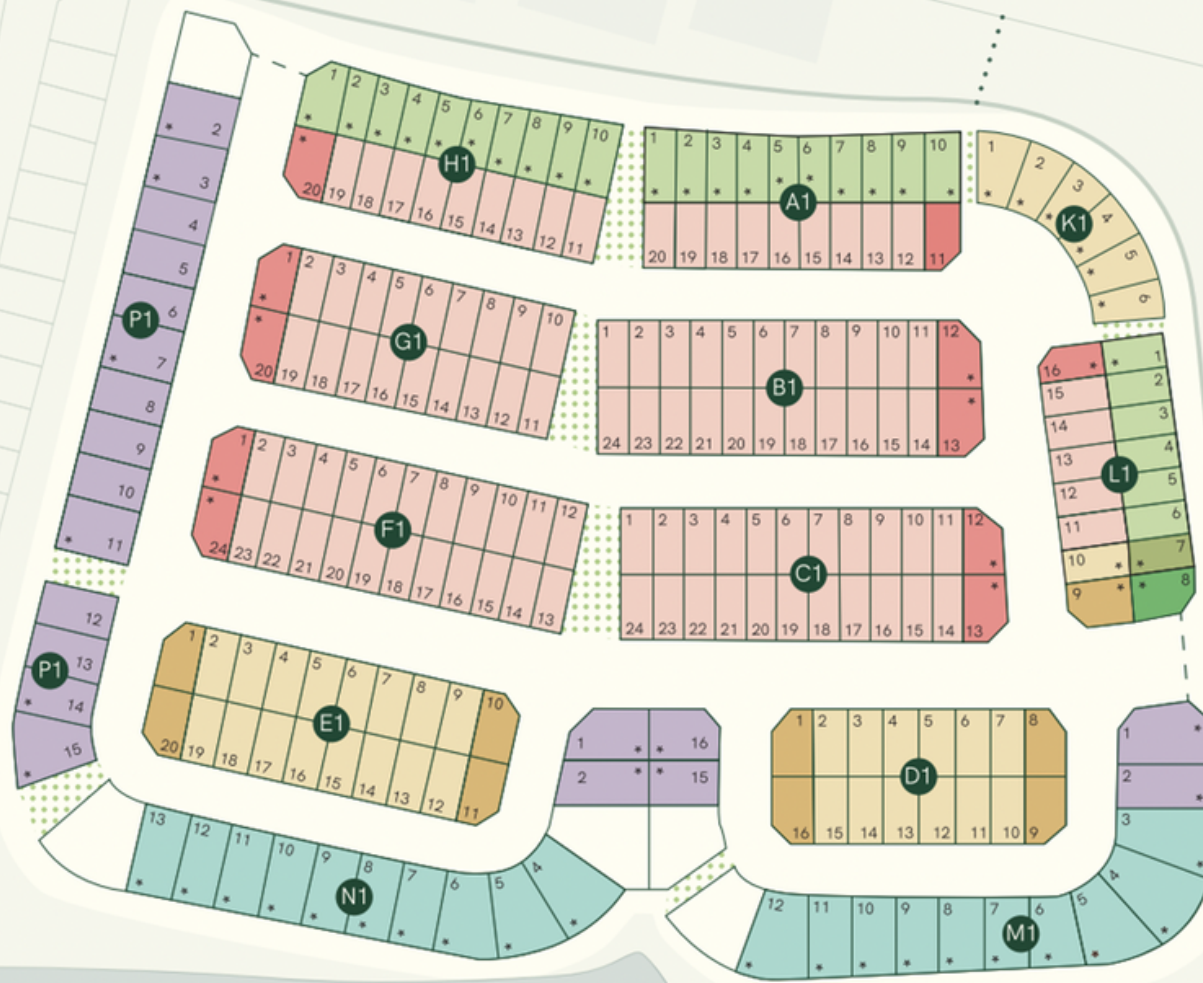 H1
1 2 3 4 5 6 7 8 9 10
* * * * * * * * * *
*
20 19 18 17 16 15 14 13 12 11
A1
1 2 3 4 5 6 7 8 9 10
* * * * * * * * * *
20 19 18 17 16 15 14 13 12 11
K1
1 2 3 4 5 6
* * * * * *
P1
* 2
* 3
4
5
6
* 7
8
9
10
* 11
G1
1 2 3 4 5 6 7 8 9 10
*
*
20 19 18 17 16 15 14 13 12 11
B1
1 2 3 4 5 6 7 8 9 10 11 12
*
*
24 23 22 21 20 19 18 17 16 15 14 13
L1
16 * * 1
15 2
14 3
13 4
12 5
11 6
10 * * 7
9 * * 8
F1
1 2 3 4 5 6 7 8 9 10 11 12
*
*
24 23 22 21 20 19 18 17 16 15 14 13
C1
1 2 3 4 5 6 7 8 9 10 11 12
*
*
24 23 22 21 20 19 18 17 16 15 14 13
P1
12
13
* 14
* 15
E1
1 2 3 4 5 6 7 8 9 10
20 19 18 17 16 15 14 13 12 11
1 * * 16
2 * * 15
D1
1 2 3 4 5 6 7 8
16 15 14 13 12 11 10 9
1 *
2 *
3 *
N1
13 12 11 10 9 8 7 6 5 4
* * * * * * * * * *
M1
12 11 10 9 8 7 6 5 4
* * * * * * * * *